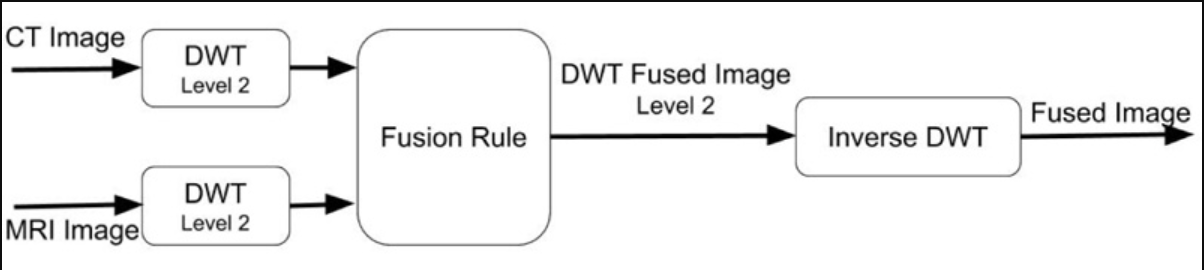 CT Image
DWT
Level 2
MRI Image
DWT
Level 2
Fusion Rule
DWT Fused Image
Level 2
Inverse DWT
Fused Image